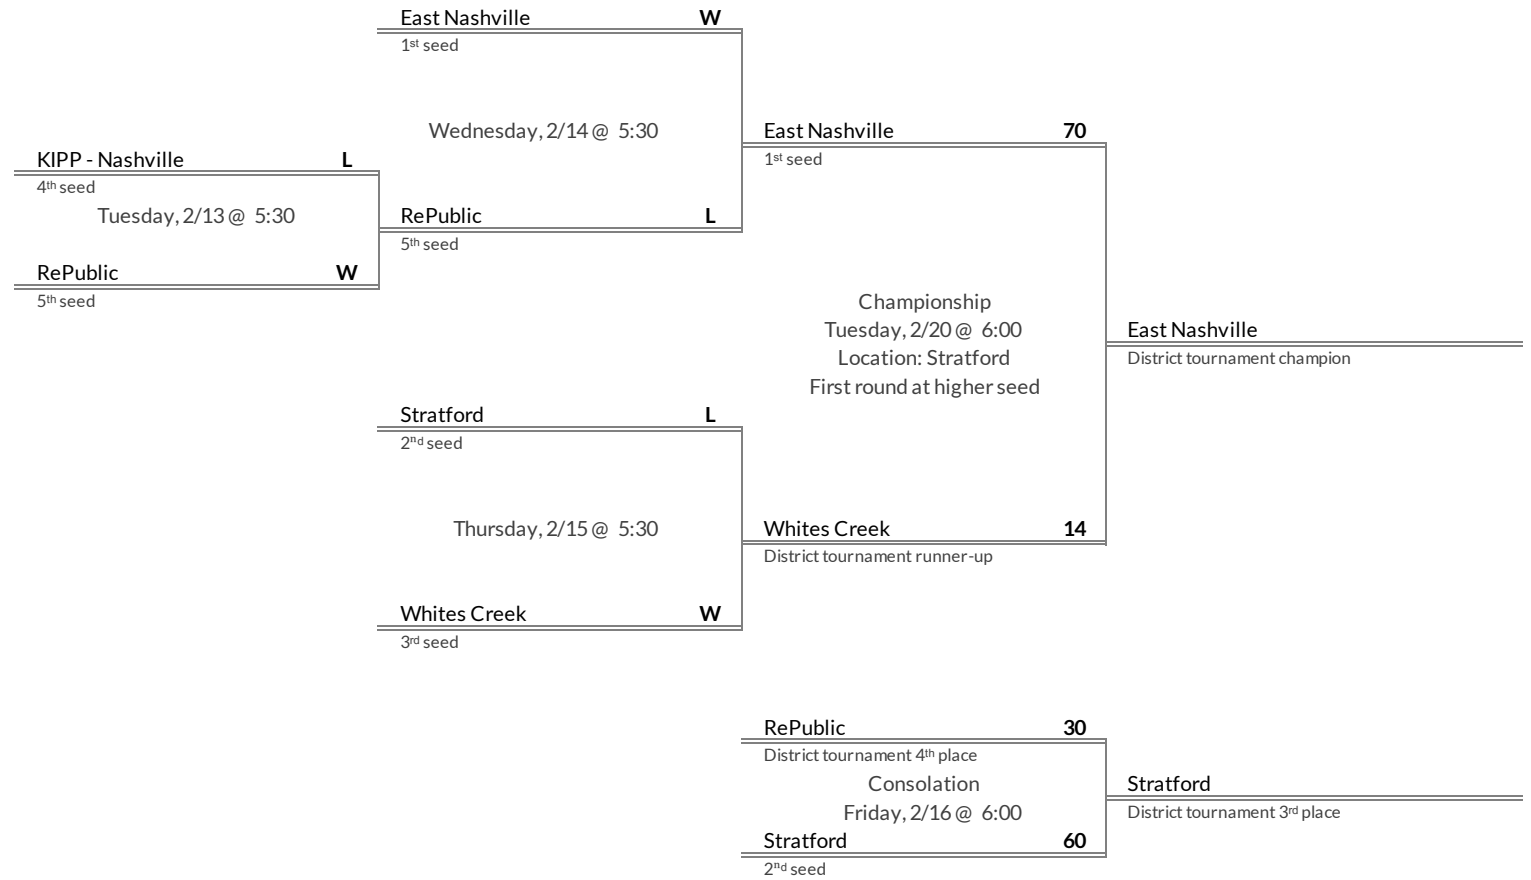 East Nashville W
1st seed
Wednesday, 2/14 @ 5:30
East Nashville 70
1st seed
KIPP - Nashville L
4th seed
Tuesday, 2/13 @ 5:30
RePublic L
5th seed
RePublic W
5th seed
Championship
Tuesday, 2/20 @ 6:00
Location: Stratford
First round at higher seed
East Nashville
District tournament champion
Stratford L
2nd seed
Thursday, 2/15 @ 5:30
Whites Creek 14
District tournament runner-up
Whites Creek W
3rd seed
RePublic 30
District tournament 4th place
Consolation
Friday, 2/16 @ 6:00
Stratford
District tournament 3rd place
Stratford 60
2nd seed